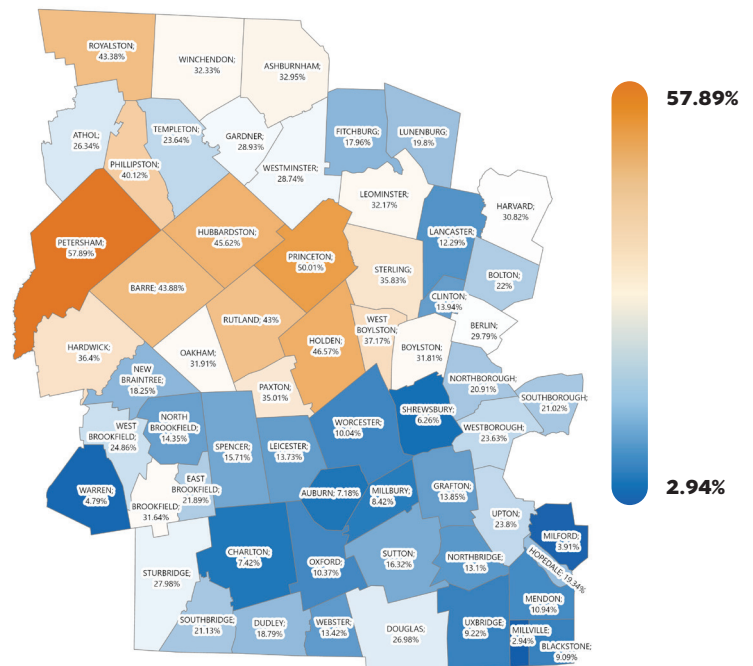 ROYALSTON;
43.38%
WINCHENDON;
32.33%
ASHBURNHAM;
32.95%
57.89%
ATHOL;
26.34%
TEMPLETON;
23.64%
GARDNER;
28.93%
FITCHBURG;
17.96%
LUNENBURG;
19.8%
PHILLIPSTON;
40.12%
WESTMINSTER;
28.74%
LEOMINSTER;
32.17%
HARVARD;
30.82%
PETERSHAM;
57.89%
HUBBARDSTON;
45.62%
LANCASTER;
12.29%
PRINCETON;
50.01%
STERLING;
35.83%
BOLTON;
22%
BARRE; 43.88%
CLINTON;
13.94%
RUTLAND; 43%
HOLDEN;
46.57%
WEST
BOYLSTON;
37.17%
BERLIN;
29.79%
HARDWICK;
36.4%
OAKHAM;
31.91%
BOYLSTON;
31.81%
NEW
BRAINTREE;
18.25%
PAXTON;
35.01%
NORTHBOROUGH;
20.91%
SOUTHBOROUGH;
21.02%
WEST
BROOKFIELD;
24.86%
NORTH
BROOKFIELD;
14.35%
SPENCER;
15.71%
LEICESTER;
13.73%
WORCESTER;
10.04%
SHREWSBURY;
6.26%
WESTBOROUGH;
23.63%
WARREN;
4.79%
BROOKFIELD;
31.64%
EAST
BROOKFIELD;
21.89%
AUBURN; 7.18%
MILLBURY;
8.42%
GRAFTON;
13.85%
2.94%
UPTON;
23.8%
MILFORD;
3.91%
STURBRIDGE;
27.98%
CHARLTON;
7.42%
OXFORD;
10.37%
SUTTON;
16.32%
NORTHBRIDGE;
13.1%
HOPEDALE; 19.34%
MENDON;
10.94%
SOUTHBRIDGE;
21.13%
DUDLEY;
18.79%
WEBSTER;
13.42%
DOUGLAS;
26.98%
UXBRIDGE;
9.22%
MILLVILLE;
2.94%
BLACKSTONE;
9.09%